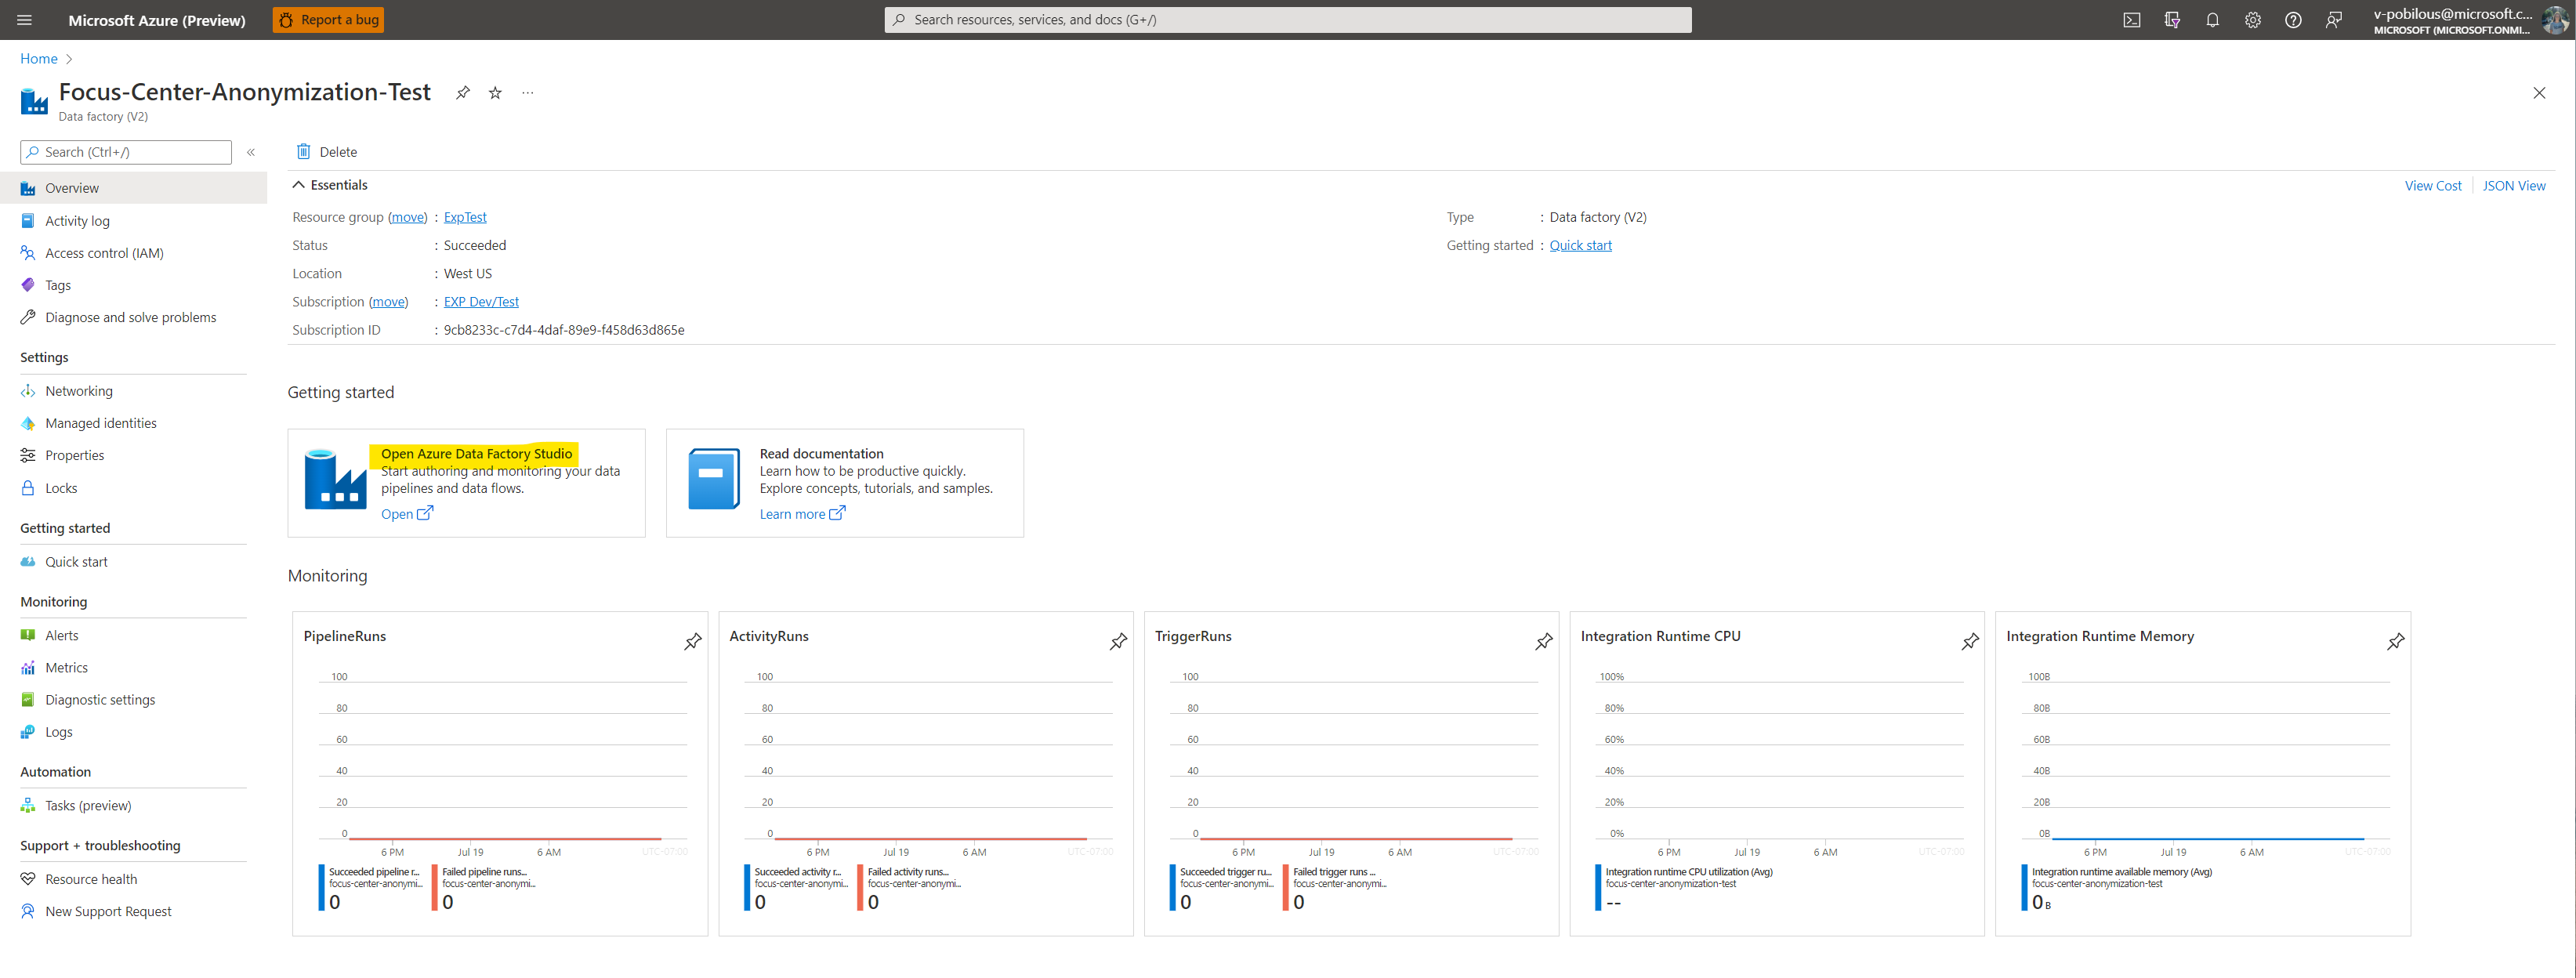 Microsoft Azure (Preview)
Report a bug
Search resources, services, and docs (G+/)
v-pobilous@microsoft.c...
MICROSOFT (MICROSOFT.ONMI...
Home
Focus-Center-Anonymization-Test
Data factory (V2)
Search (Ctrl+/)
Overview
Activity log
Access control (IAM)
Tags
Diagnose and solve problems
Settings
Networking
Managed identities
Properties
Locks
Getting started
Quick start
Monitoring
Alerts
Metrics
Diagnostic settings
Logs
Automation
Tasks (preview)
Support + troubleshooting
Resource health
New Support Request
Delete
Essentials
View Cost
JSON View
Resource group (move) : ExpTest
Status : Succeeded
Location : West US
Subscription (move) : EXP Dev/Test
Subscription ID : 9cb8233c-c7d4-4daf-89e9-f458d63d865e
Type : Data factory (V2)
Getting started : Quick start
Getting started
Open Azure Data Factory Studio
Start authoring and monitoring your data
pipelines and data flows.
Open
Read documentation
Learn how to be productive quickly.
Explore concepts, tutorials, and samples.
Learn more
Monitoring
PipelineRuns
100
80
60
40
20
0
6 PM Jul 19 6 AM UTC-07:00
Succeeded pipeline r...
focus-center-anonymi...
0
Failed pipeline runs...
focus-center-anonymi...
0
ActivityRuns
100
80
60
40
20
0
6 PM Jul 19 6 AM UTC-07:00
Succeeded activity r...
focus-center-anonymi...
0
Failed activity runs...
focus-center-anonymi...
0
TriggerRuns
100
80
60
40
20
0
6 PM Jul 19 6 AM UTC-07:00
Succeeded trigger ru...
focus-center-anonymi...
0
Failed trigger runs ...
focus-center-anonymi...
0
Integration Runtime CPU
100%
80%
60%
40%
20%
0%
6 PM Jul 19 6 AM UTC-07:00
Integration runtime CPU utilization (Avg)
focus-center-anonymization-test
--
Integration Runtime Memory
100B
80B
60B
40B
20B
0B
6 PM Jul 19 6 AM UTC-07:00
Integration runtime available memory (Avg)
focus-center-anonymization-test
0 B